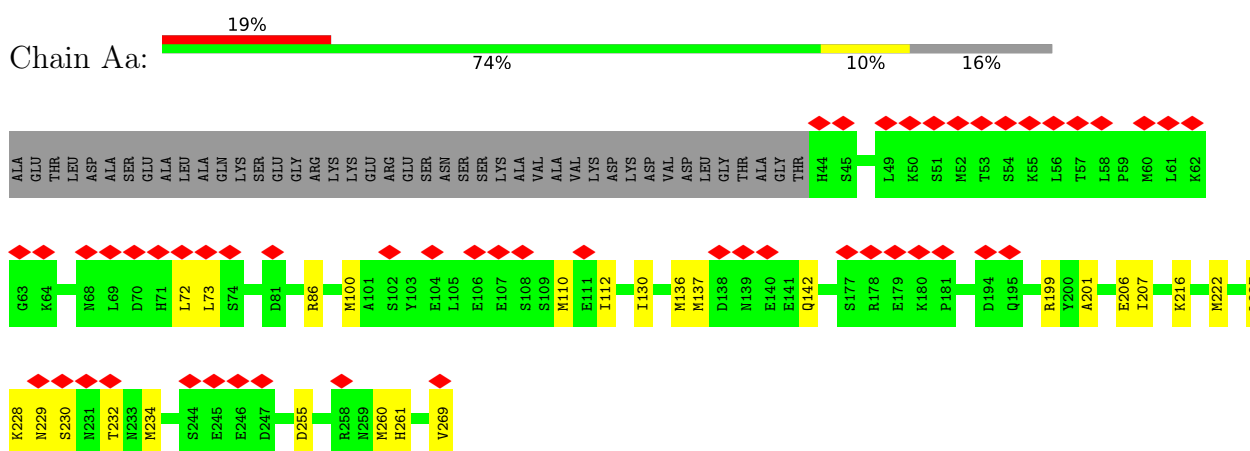 19%
Chain Aa:
74% 10% 16%
ALA GLU THR LEU ASP ALA SER GLU ALA LEU ALA GLN LYS SER GLU GLY ARG LYS LYS GLU ARG GLU SER ASN SER SER LYS ALA VAL ALA VAL LYS ASP LYS ASP VAL ASP LEU GLY THR ALA GLY THR H44 S45 L49 K50 S51 M52 T53 S54 K55 L56 T57 L58 P59 M60 L61 K62
G63 K64 N68 L69 D70 H71 L72 L73 S74 D81 R86 M100 A101 S102 Y103 E104 L105 E106 E107 S108 S109 M110 E111 I112 I130 M136 M137 D138 N139 E140 E141 Q142 S177 R178 E179 K180 P181 D194 Q195 R199 Y200 A201 E206 I207 K216 M222
K228 N229 S230 N231 T232 N233 M234 S244 E245 E246 D247 D255 R258 N259 M260 H261 V269